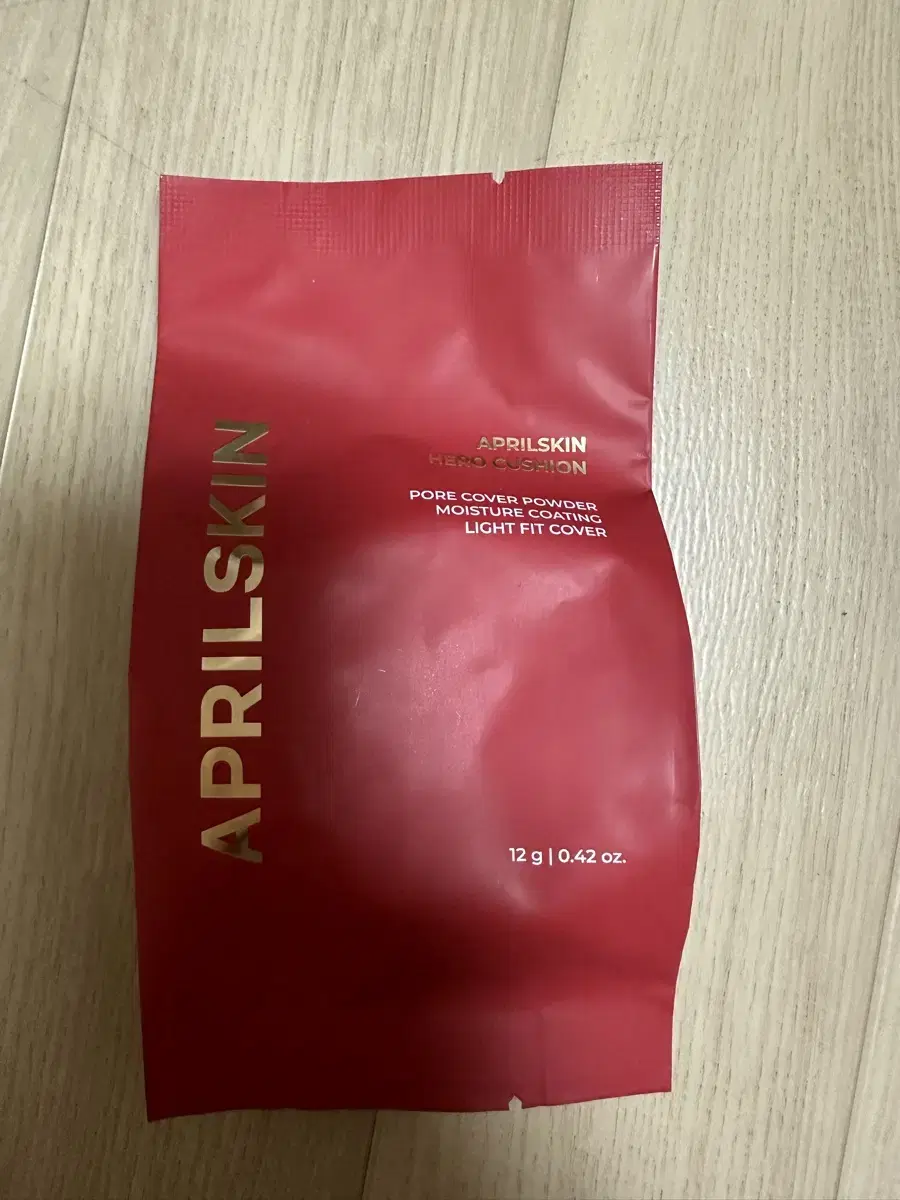 APRILSKIN
APRILSKIN
HERO CUSHION
PORE COVER POWDER
MOISTURE COATING
LIGHT FIT COVER
12 g | 0.42 oz.